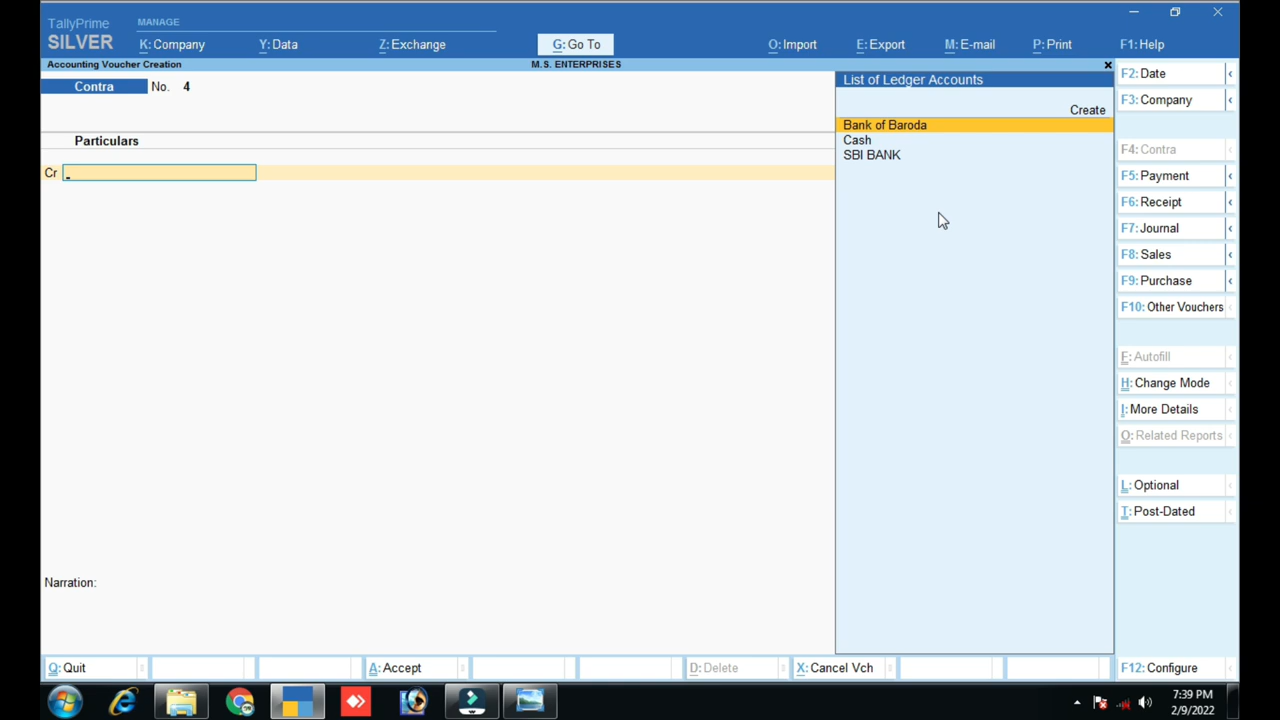 TallyPrime
SILVER
MANAGE
K: Company
Y: Data
Z: Exchange
G: Go To
O: Import
E: Export
M: E-mail
P: Print
F1: Help
Accounting Voucher Creation
M.S. ENTERPRISES
Contra No. 4
Particulars
Cr
Narration:
List of Ledger Accounts
Create
Bank of Baroda
Cash
SBI BANK
F2: Date
F3: Company
F4: Contra
F5: Payment
F6: Receipt
F7: Journal
F8: Sales
F9: Purchase
F10: Other Vouchers
F: Autofill
H: Change Mode
I: More Details
O: Related Reports
L: Optional
T: Post-Dated
Q: Quit
A: Accept
D: Delete
X: Cancel Vch
F12: Configure
7:39 PM
2/9/2022